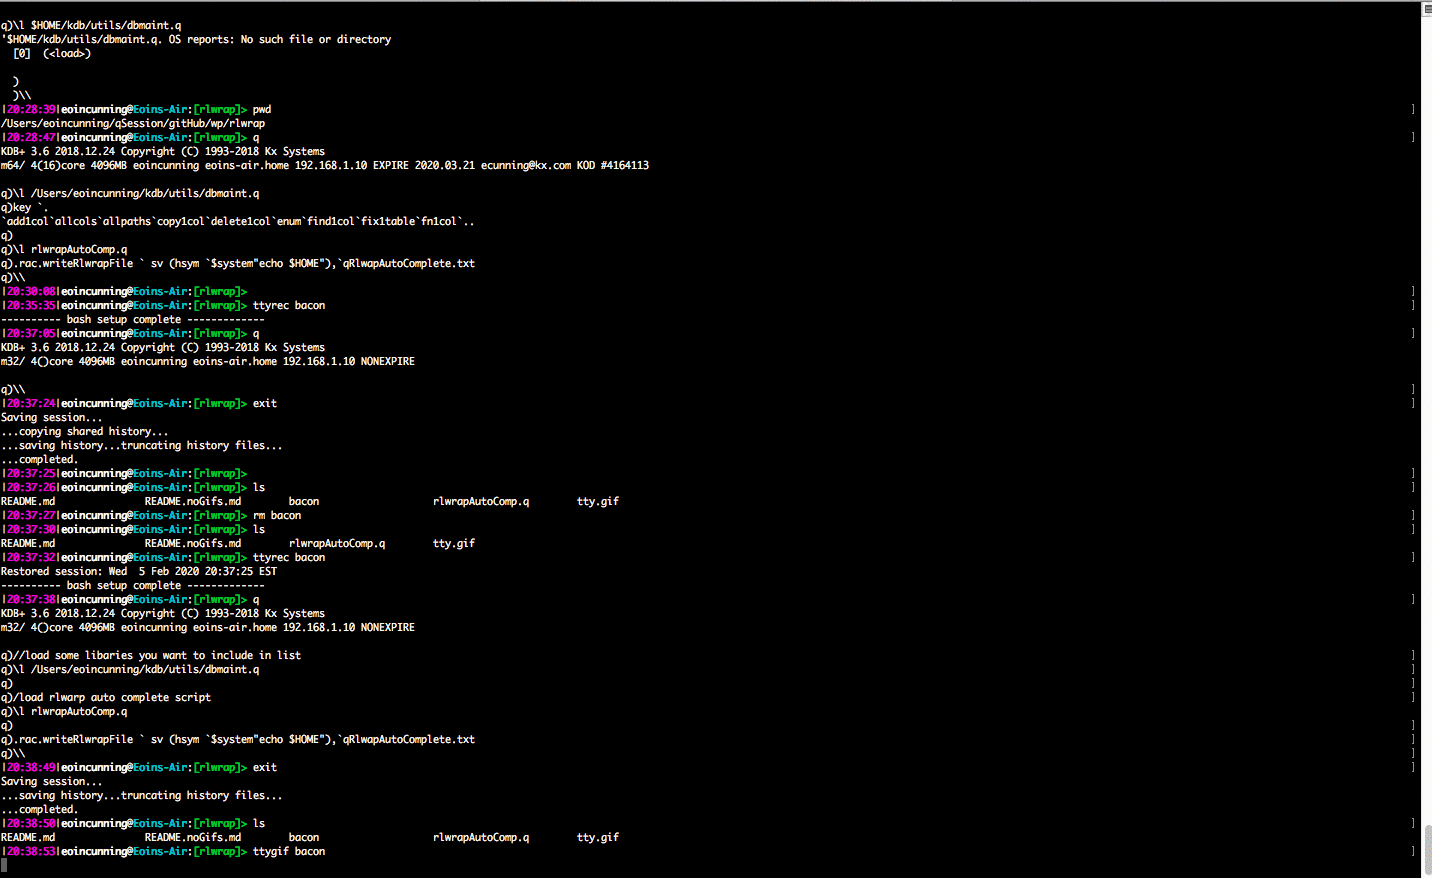 q)\l $HOME/kdb/utils/dbmaint.q
'$HOME/kdb/utils/dbmaint.q. OS reports: No such file or directory
  [0]  (<load>)
  )
  )\\
|20:28:39|eoincunning@Eoins-Air:[rlwrap]> pwd ]
/Users/eoincunning/qSession/gitHub/wp/rlwrap
|20:28:47|eoincunning@Eoins-Air:[rlwrap]> q ]
KDB+ 3.6 2018.12.24 Copyright (C) 1993-2018 Kx Systems
m64/ 4(16)core 4096MB eoincunning eoins-air.home 192.168.1.10 EXPIRE 2020.03.21 ecunning@kx.com KOD #4164113
q)\l /Users/eoincunning/kdb/utils/dbmaint.q
q)key `.
`add1col`allcols`allpaths`copy1col`delete1col`enum`find1col`fix1table`fn1col`..
q)
q)\l rlwrapAutoComp.q
q).rac.writeRlwrapFile ` sv (hsym `$system"echo $HOME"),`qRlwapAutoComplete.txt
q)\\
|20:30:08|eoincunning@Eoins-Air:[rlwrap]> ]
|20:35:35|eoincunning@Eoins-Air:[rlwrap]> ttyrec bacon ]
---------- bash setup complete -------------
|20:37:05|eoincunning@Eoins-Air:[rlwrap]> q ]
KDB+ 3.6 2018.12.24 Copyright (C) 1993-2018 Kx Systems
m32/ 4()core 4096MB eoincunning eoins-air.home 192.168.1.10 NONEXPIRE
q)\\ ]
|20:37:24|eoincunning@Eoins-Air:[rlwrap]> exit ]
Saving session...
...copying shared history...
...saving history...truncating history files...
...completed.
|20:37:25|eoincunning@Eoins-Air:[rlwrap]> ]
|20:37:26|eoincunning@Eoins-Air:[rlwrap]> ls ]
README.md README.noGifs.md bacon rlwrapAutoComp.q tty.gif
|20:37:27|eoincunning@Eoins-Air:[rlwrap]> rm bacon ]
|20:37:30|eoincunning@Eoins-Air:[rlwrap]> ls ]
README.md README.noGifs.md rlwrapAutoComp.q tty.gif
|20:37:32|eoincunning@Eoins-Air:[rlwrap]> ttyrec bacon ]
Restored session: Wed  5 Feb 2020 20:37:25 EST
---------- bash setup complete -------------
|20:37:38|eoincunning@Eoins-Air:[rlwrap]> q ]
KDB+ 3.6 2018.12.24 Copyright (C) 1993-2018 Kx Systems
m32/ 4()core 4096MB eoincunning eoins-air.home 192.168.1.10 NONEXPIRE
q)//load some libaries you want to include in list ]
q)\l /Users/eoincunning/kdb/utils/dbmaint.q ]
q) ]
q)/load rlwarp auto complete script ]
q)\l rlwrapAutoComp.q
q) ]
q).rac.writeRlwrapFile ` sv (hsym `$system"echo $HOME"),`qRlwapAutoComplete.txt ]
q)\\ ]
|20:38:49|eoincunning@Eoins-Air:[rlwrap]> exit ]
Saving session...
...saving history...truncating history files...
...completed.
|20:38:50|eoincunning@Eoins-Air:[rlwrap]> ls ]
README.md README.noGifs.md bacon rlwrapAutoComp.q tty.gif
|20:38:53|eoincunning@Eoins-Air:[rlwrap]> ttygif bacon ]